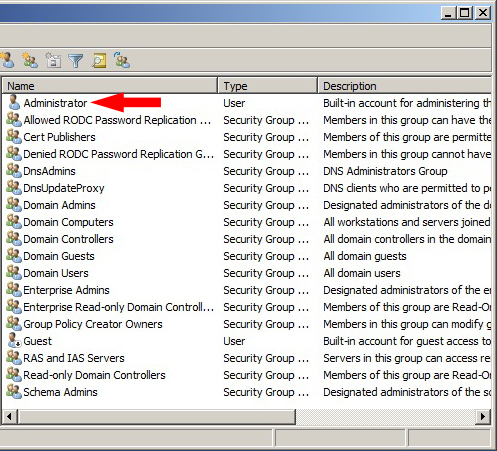 Name Type Description
Administrator User Built-in account for administering th
Allowed RODC Password Replication ... Security Group ... Members in this group can have the
Cert Publishers Security Group ... Members of this group are permitte
Denied RODC Password Replication G... Security Group ... Members in this group cannot have
DnsAdmins Security Group ... DNS Administrators Group
DnsUpdateProxy Security Group ... DNS clients who are permitted to pe
Domain Admins Security Group ... Designated administrators of the do
Domain Computers Security Group ... All workstations and servers joined
Domain Controllers Security Group ... All domain controllers in the domain
Domain Guests Security Group ... All domain guests
Domain Users Security Group ... All domain users
Enterprise Admins Security Group ... Designated administrators of the en
Enterprise Read-only Domain Controll... Security Group ... Members of this group are Read-On
Group Policy Creator Owners Security Group ... Members in this group can modify g
Guest User Built-in account for guest access to
RAS and IAS Servers Security Group ... Servers in this group can access re
Read-only Domain Controllers Security Group ... Members of this group are Read-On
Schema Admins Security Group ... Designated administrators of the sc